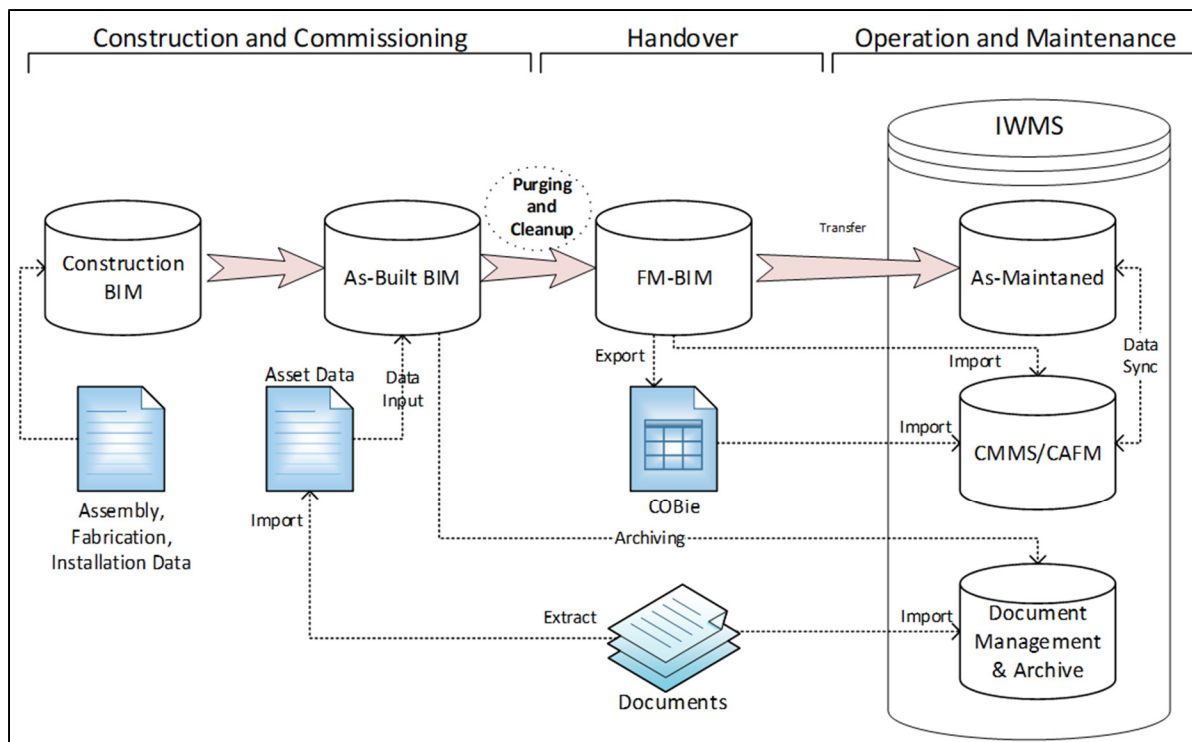 Construction and Commissioning
Handover
Operation and Maintenance
IWMS
Purging
and
Cleanup
Construction
BIM
As-Built BIM
FM-BIM
Transfer
As-Maintaned
Asset Data
Data
Input
Export
Import
Data
Sync
Import
CMMS/CAFM
Assembly,
Fabrication,
Installation Data
Import
COBie
Archiving
Extract
Documents
Import
Document
Management
& Archive